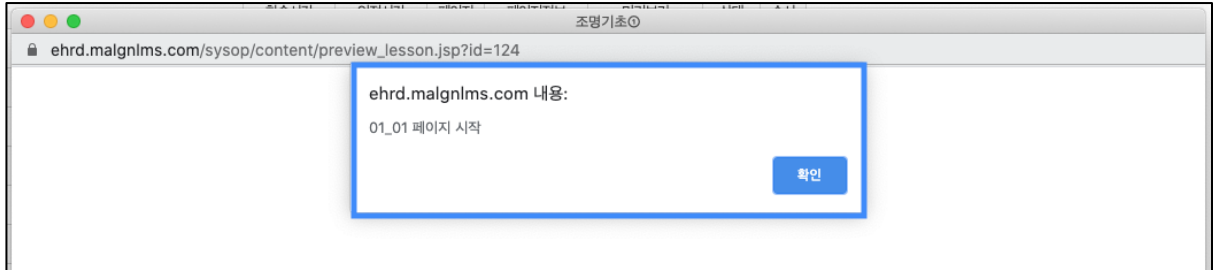 조명기초①
ehrd.malgnlms.com/sysop/content/preview_lesson.jsp?id=124
ehrd.malgnlms.com 내용:
01_01 페이지 시작
확인